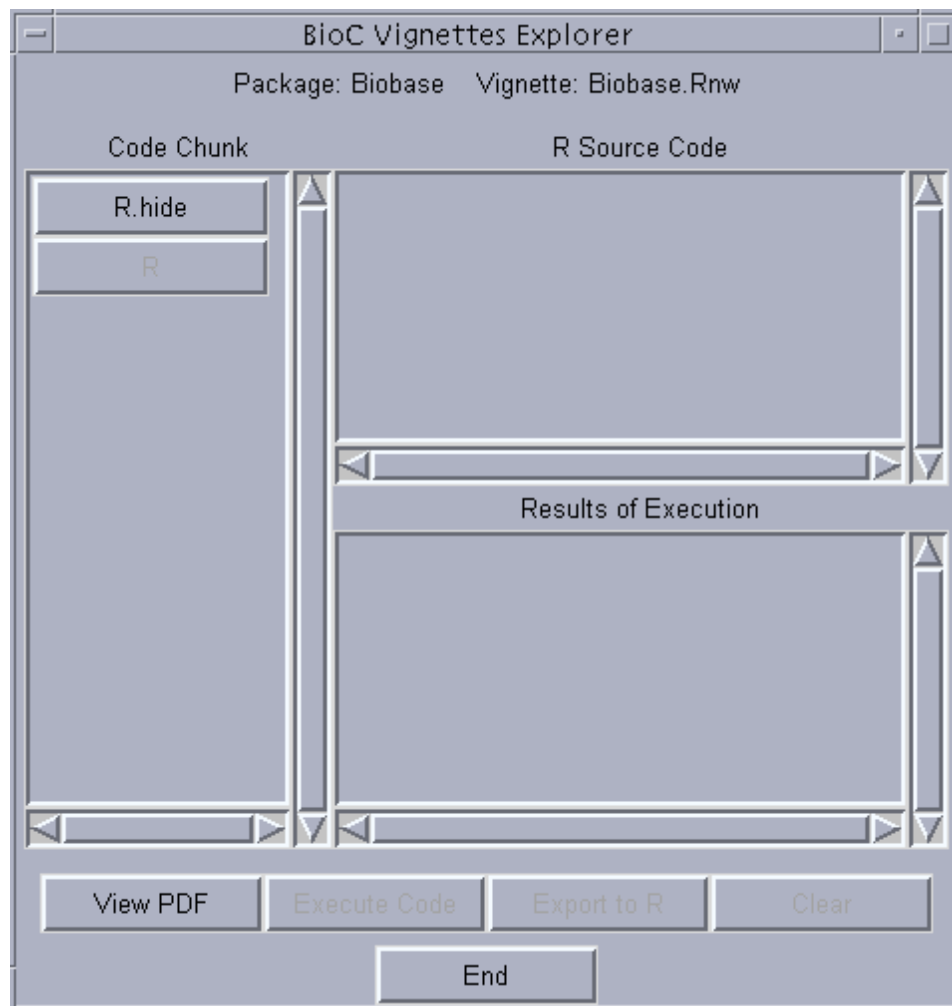 BioC Vignettes Explorer
Package: Biobase Vignette: Biobase.Rnw
Code Chunk
R Source Code
R.hide
R
Results of Execution
View PDF
Execute Code
Export to R
Clear
End